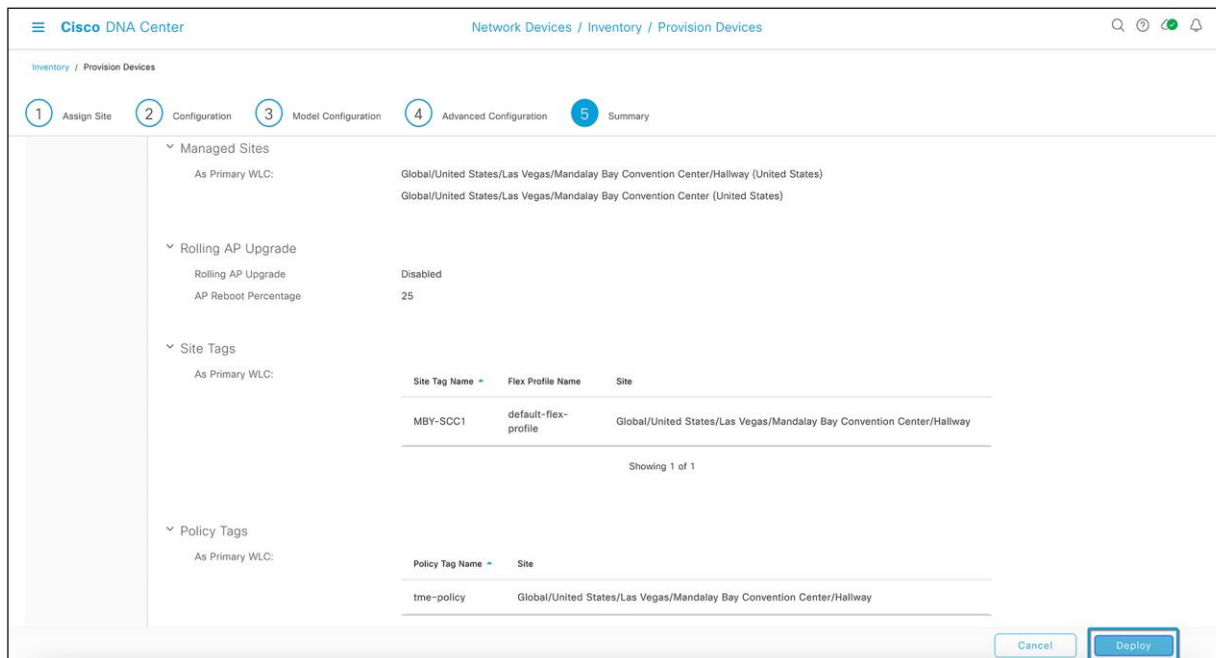 Cisco DNA Center
Network Devices / Inventory / Provision Devices
Inventory / Provision Devices
1 Assign Site 2 Configuration 3 Model Configuration 4 Advanced Configuration 5 Summary
Managed Sites
As Primary WLC: Global/United States/Las Vegas/Mandalay Bay Convention Center/Hallway (United States)
Global/United States/Las Vegas/Mandalay Bay Convention Center (United States)
Rolling AP Upgrade
Rolling AP Upgrade Disabled
AP Reboot Percentage 25
Site Tags
As Primary WLC:
Site Tag Name Flex Profile Name Site
MBY-SCC1 default-flex-profile Global/United States/Las Vegas/Mandalay Bay Convention Center/Hallway
Showing 1 of 1
Policy Tags
As Primary WLC:
Policy Tag Name Site
tme-policy Global/United States/Las Vegas/Mandalay Bay Convention Center/Hallway
Cancel Deploy